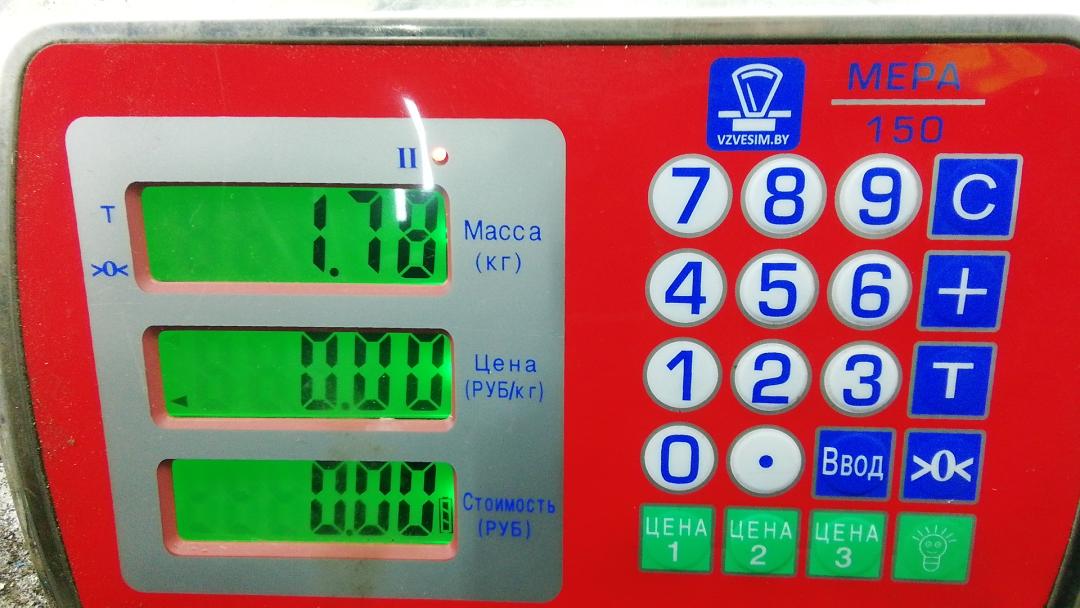 VZVESIM.BY
МЕРА
150
II
T
>0<
1.78
Масса
(кг)
0.00
Цена
(РУБ/кг)
0.00
Стоимость
(РУБ)
7 8 9 C
4 5 6 +
1 2 3 T
0 . Ввод >0<
ЦЕНА 1 ЦЕНА 2 ЦЕНА 3